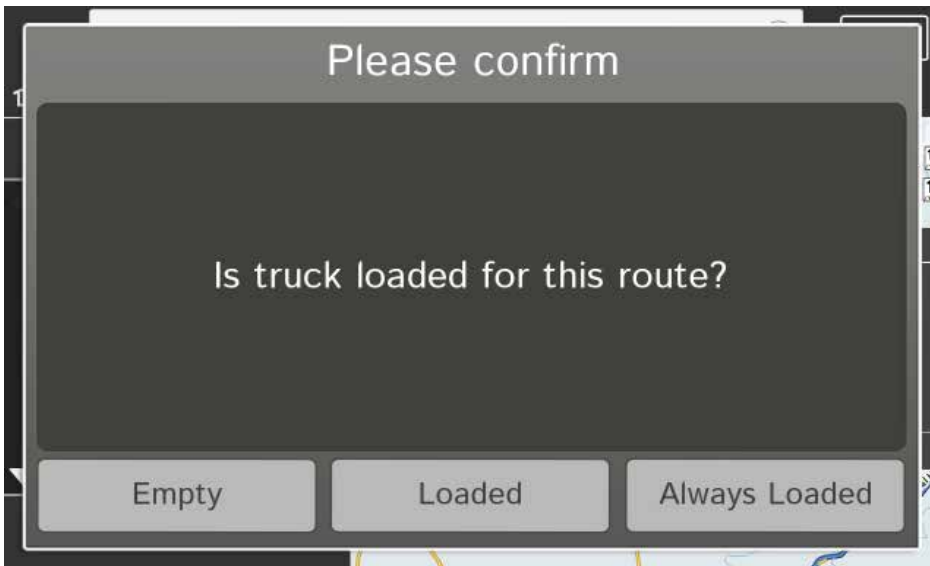 Please confirm
Is truck loaded for this route?
Empty
Loaded
Always Loaded